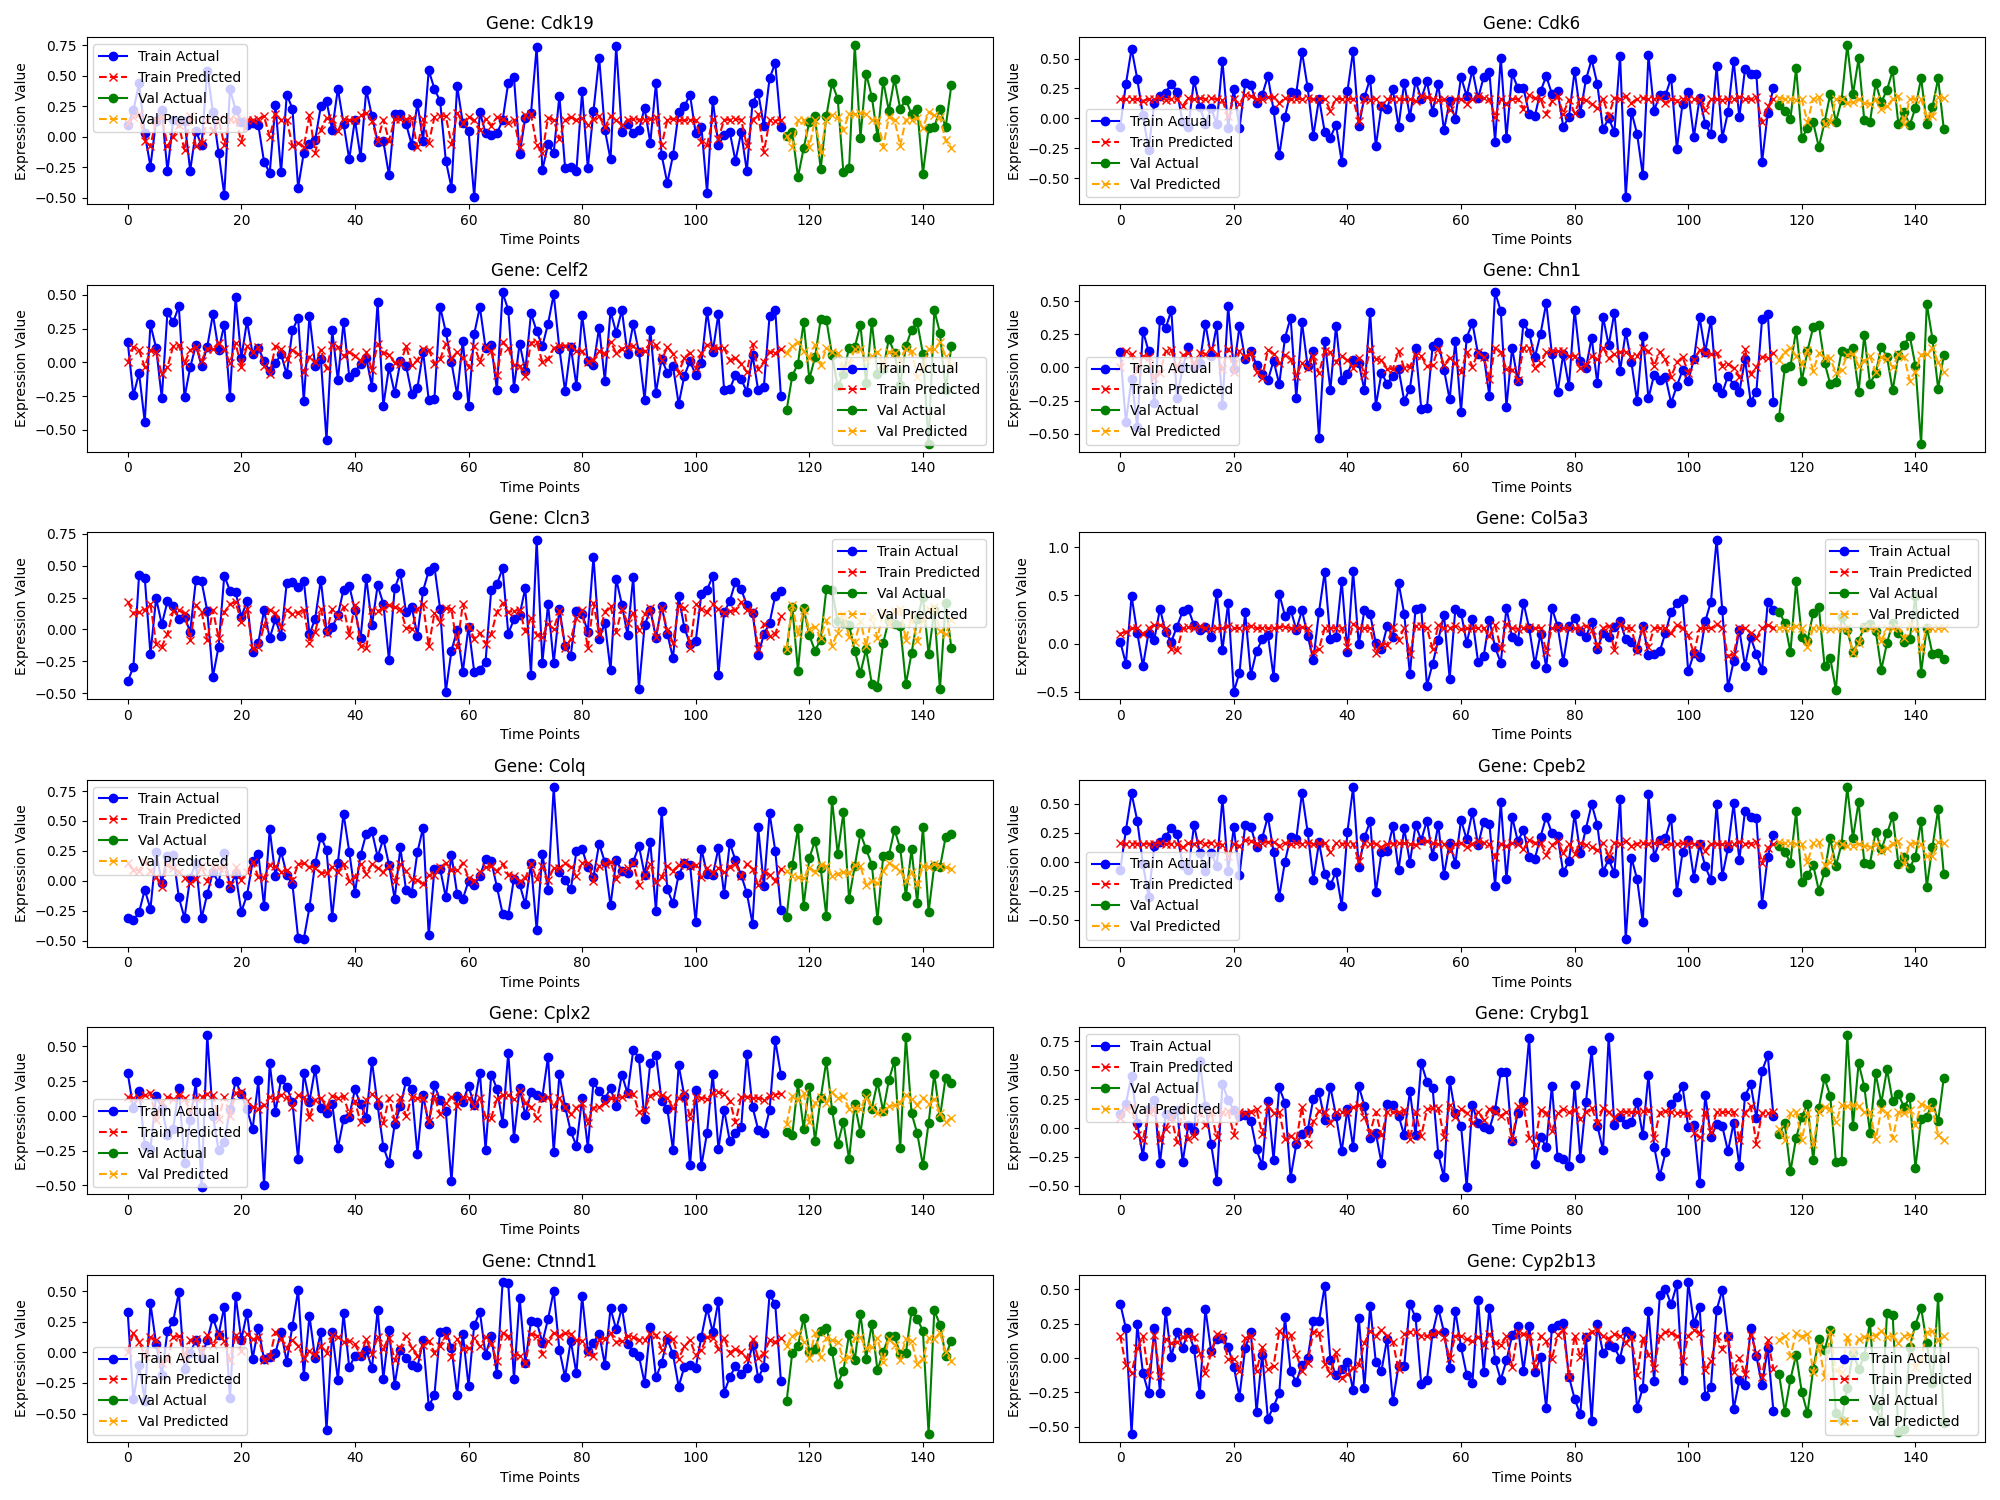 Gene: Cdk19
Expression Value
0.75
0.50
0.25
0.00
−0.25
−0.50
Train Actual
Train Predicted
Val Actual
Val Predicted
0 20 40 60 80 100 120 140
Time Points
Gene: Cdk6
Expression Value
0.50
0.25
0.00
−0.25
−0.50
Train Actual
Train Predicted
Val Actual
Val Predicted
0 20 40 60 80 100 120 140
Time Points
Gene: Celf2
Expression Value
0.50
0.25
0.00
−0.25
−0.50
Train Actual
Train Predicted
Val Actual
Val Predicted
0 20 40 60 80 100 120 140
Time Points
Gene: Chn1
Expression Value
0.50
0.25
0.00
−0.25
−0.50
Train Actual
Train Predicted
Val Actual
Val Predicted
0 20 40 60 80 100 120 140
Time Points
Gene: Clcn3
Expression Value
0.75
0.50
0.25
0.00
−0.25
−0.50
Train Actual
Train Predicted
Val Actual
Val Predicted
0 20 40 60 80 100 120 140
Time Points
Gene: Col5a3
Expression Value
1.0
0.5
0.0
−0.5
Train Actual
Train Predicted
Val Actual
Val Predicted
0 20 40 60 80 100 120 140
Time Points
Gene: Colq
Expression Value
0.75
0.50
0.25
0.00
−0.25
−0.50
Train Actual
Train Predicted
Val Actual
Val Predicted
0 20 40 60 80 100 120 140
Time Points
Gene: Cpeb2
Expression Value
0.50
0.25
0.00
−0.25
−0.50
Train Actual
Train Predicted
Val Actual
Val Predicted
0 20 40 60 80 100 120 140
Time Points
Gene: Cplx2
Expression Value
0.50
0.25
0.00
−0.25
−0.50
Train Actual
Train Predicted
Val Actual
Val Predicted
0 20 40 60 80 100 120 140
Time Points
Gene: Crybg1
Expression Value
0.75
0.50
0.25
0.00
−0.25
−0.50
Train Actual
Train Predicted
Val Actual
Val Predicted
0 20 40 60 80 100 120 140
Time Points
Gene: Ctnnd1
Expression Value
0.50
0.25
0.00
−0.25
−0.50
Train Actual
Train Predicted
Val Actual
Val Predicted
0 20 40 60 80 100 120 140
Time Points
Gene: Cyp2b13
Expression Value
0.50
0.25
0.00
−0.25
−0.50
Train Actual
Train Predicted
Val Actual
Val Predicted
0 20 40 60 80 100 120 140
Time Points